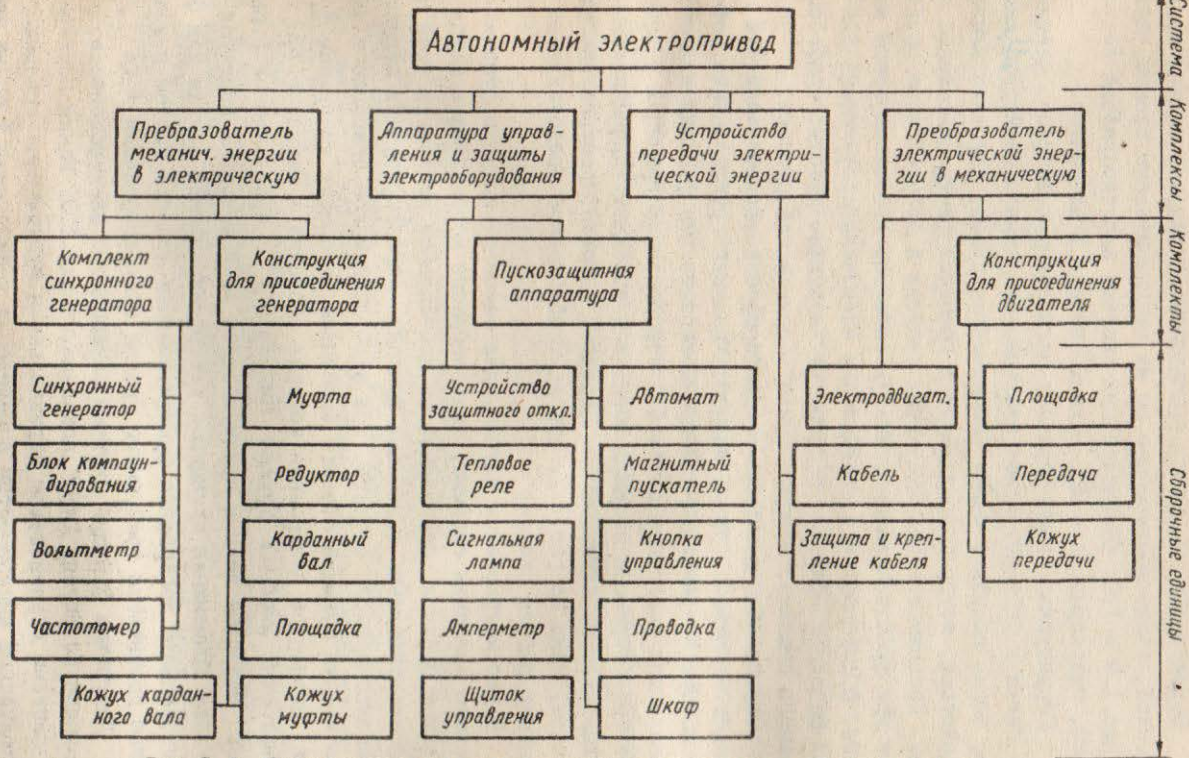 Автономный электропривод
Пребразователь
механич. энергии
в электрическую
Аппаратура управ-
ления и защиты
электрооборудования
Устройство
передачи электри-
ческой энергии
Преобразователь
электрической энер-
гии в механическую
Комплект
синхронного
генератора
Конструкция
для присоединения
генератора
Пускозащитная
аппаратура
Конструкция
для присоединения
двигателя
Синхронный
генератор
Муфта
Устройство
защитного откл.
Автомат
Электродвигат.
Площадка
Блок компаун-
дирования
Редуктор
Тепловое
реле
Магнитный
пускатель
Кабель
Передача
Вольтметр
Карданный
вал
Сигнальная
лампа
Кнопка
управления
Защита и креп-
ление кабеля
Кожух
передачи
Частотомер
Площадка
Амперметр
Проводка
Кожух кардан-
ного вала
Кожух
муфты
Щиток
управления
Шкаф
Система
Комплексы
Комплекты
Сборочные единицы